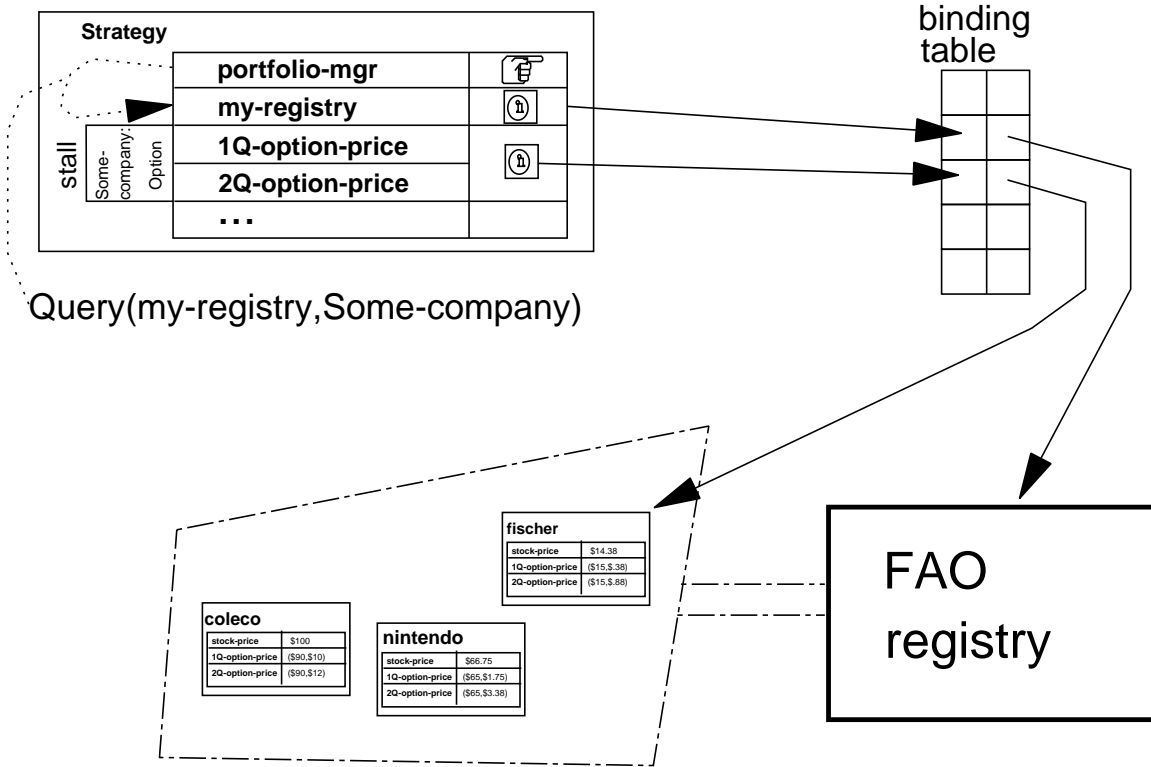 Strategy
portfolio-mgr
my-registry
stall
Some-
company:
Option
1Q-option-price
2Q-option-price
...
Query(my-registry,Some-company)
binding
table
fischer
stock-price $14.38
1Q-option-price ($15,$.38)
2Q-option-price ($15,$.88)
coleco
stock-price $100
1Q-option-price ($90,$10)
2Q-option-price ($90,$12)
nintendo
stock-price $66.75
1Q-option-price ($65,$1.75)
2Q-option-price ($65,$3.38)
FAO
registry